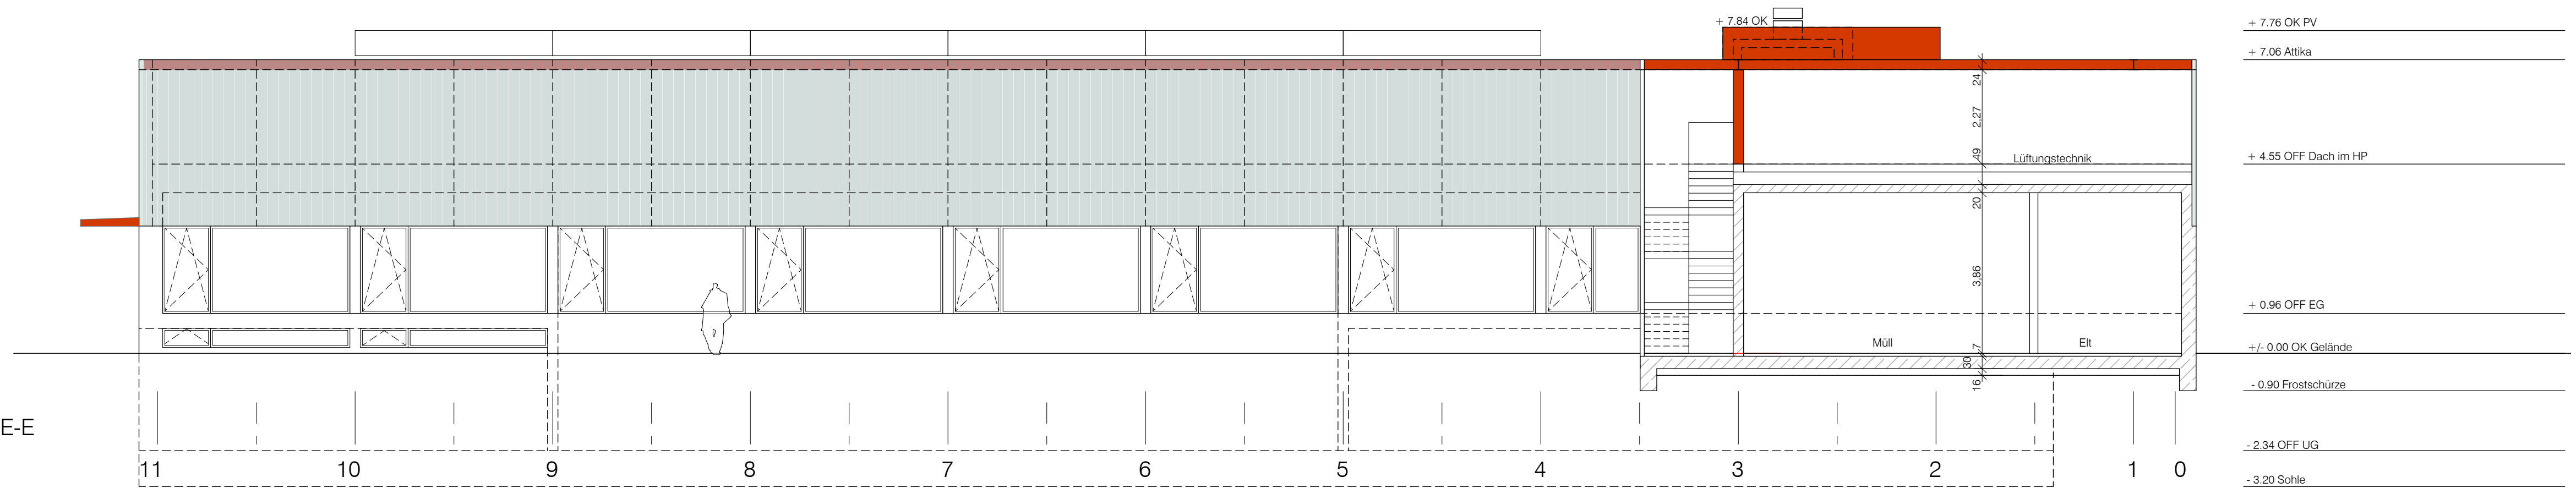 + 7.84 OK
+ 7.76 OK PV
+ 7.06 Attika
24
2,27
49
Lüftungstechnik
+ 4.55 OFF Dach im HP
20
3,86
+ 0.96 OFF EG
7
Müll
Elt
+/- 0.00 OK Gelände
30
16
- 0.90 Frostschürze
E-E
- 2.34 OFF UG
11 10 9 8 7 6 5 4 3 2 1 0
- 3.20 Sohle